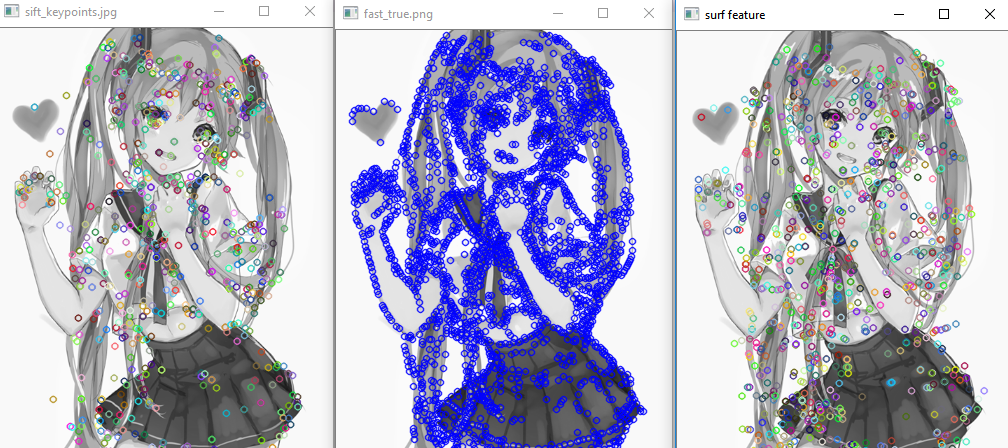 sift_keypoints.jpg
fast_true.png
surf feature